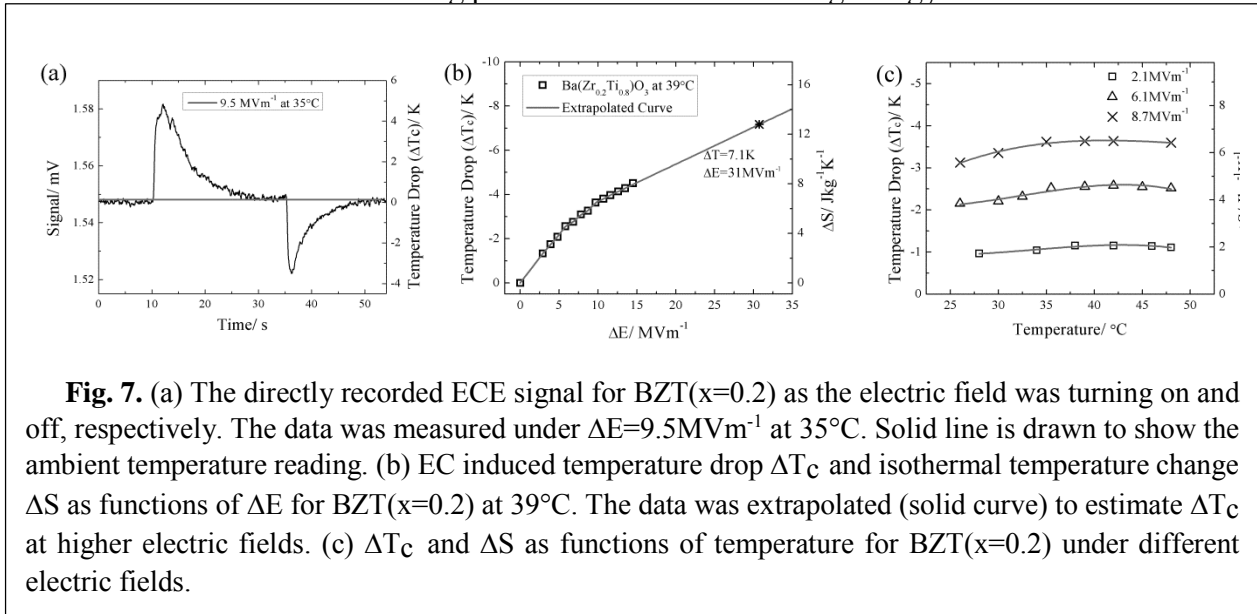 (a)
9.5 MVm⁻¹ at 35°C
Signal/ mV
1.58
1.56
1.54
1.52
0 10 20 30 40 50
Time/ s
6
4
2
0
-2
-4
Temperature Drop (ΔTc)/ K
(b)
Ba(Zr₀.₂Ti₀.₈)O₃ at 39°C
Extrapolated Curve
Temperature Drop (ΔTc)/ K
-10
-8
-6
-4
-2
0
ΔT=7.1K
ΔE=31MVm⁻¹
0 5 10 15 20 25 30 35
ΔE/ MVm⁻¹
16
12
8
4
0
ΔS/ Jkg⁻¹K⁻¹
(c)
2.1MVm⁻¹
6.1MVm⁻¹
8.7MVm⁻¹
Temperature Drop (ΔTc)/ K
-5
-4
-3
-2
-1
0
25 30 35 40 45 50
Temperature/ °C
8
6
4
2
0
Fig. 7. (a) The directly recorded ECE signal for BZT(x=0.2) as the electric field was turning on and
off, respectively. The data was measured under ΔE=9.5MVm⁻¹ at 35°C. Solid line is drawn to show the
ambient temperature reading. (b) EC induced temperature drop ΔTc and isothermal temperature change
ΔS as functions of ΔE for BZT(x=0.2) at 39°C. The data was extrapolated (solid curve) to estimate ΔTc
at higher electric fields. (c) ΔTc and ΔS as functions of temperature for BZT(x=0.2) under different
electric fields.